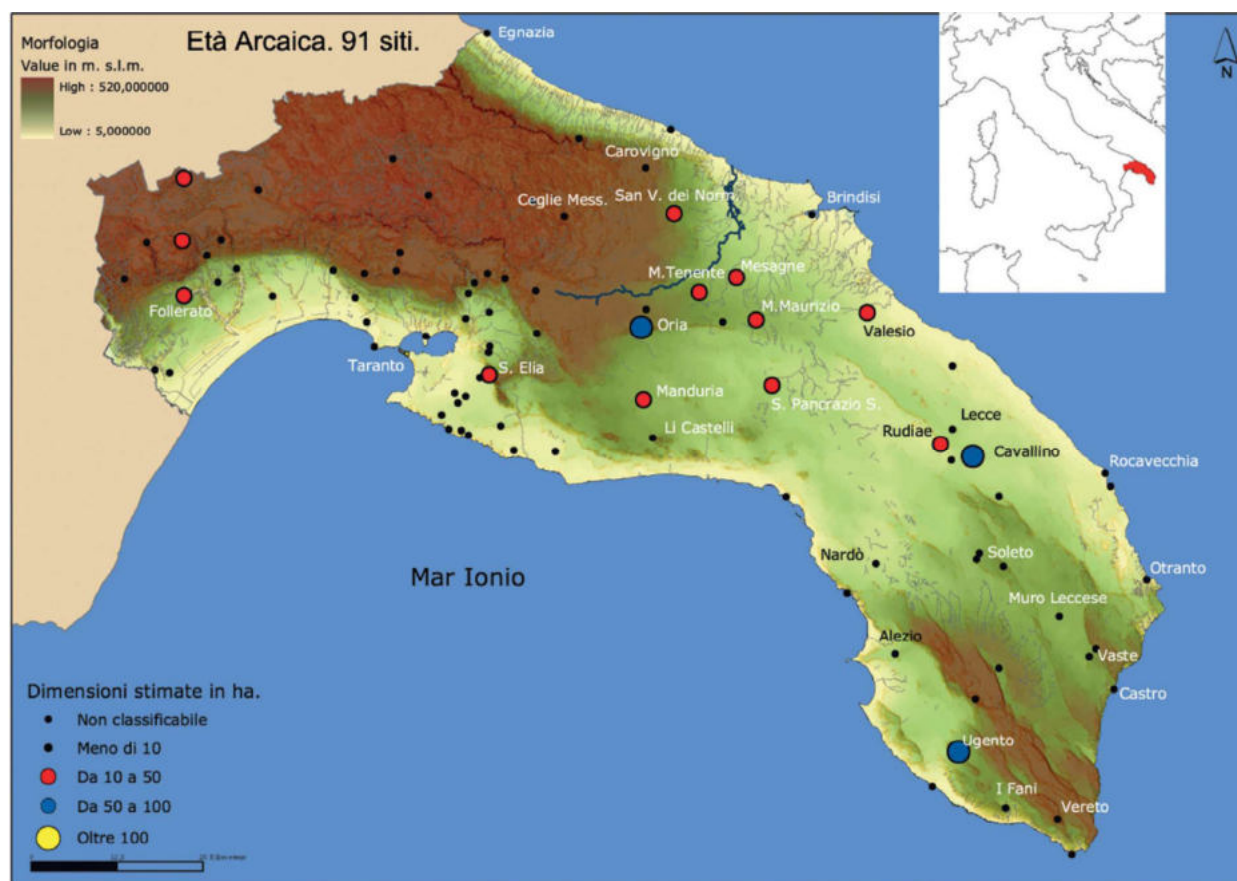 Età Arcaica. 91 siti.
Morfologia
Value in m. s.l.m.
High : 520,000000
Low : 5,000000
N
Egnazia
Carovigno
Ceglie Mess.
San V. dei Norm.
Brindisi
M.Tenente
Mesagne
Follerato
Oria
M.Maurizio
Valesio
Taranto
S. Elia
Manduria
S. Pancrazio S.
Li Castelli
Lecce
Rudiae
Cavallino
Rocavecchia
Nardò
Soleto
Otranto
Mar Ionio
Muro Leccese
Alezio
Vaste
Castro
Ugento
I Fani
Vereto
Dimensioni stimate in ha.
Non classificabile
Meno di 10
Da 10 a 50
Da 50 a 100
Oltre 100